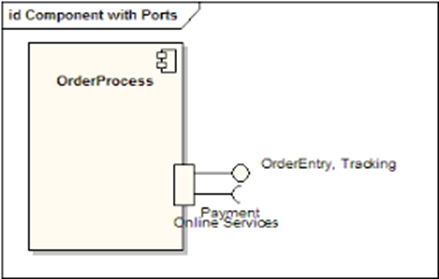 id Component with Ports
OrderProcess
OrderEntry, Tracking
Payment
Online Services